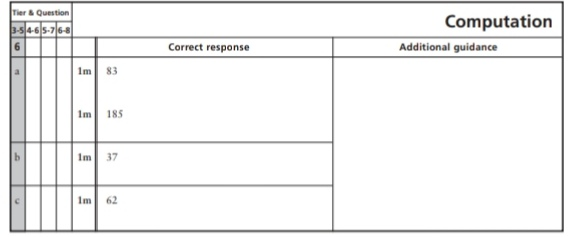 Tier & Question
Computation
3-5 4-6 5-7 6-8
6 Correct response Additional guidance
a 1m 83
1m 185
b 1m 37
c 1m 62